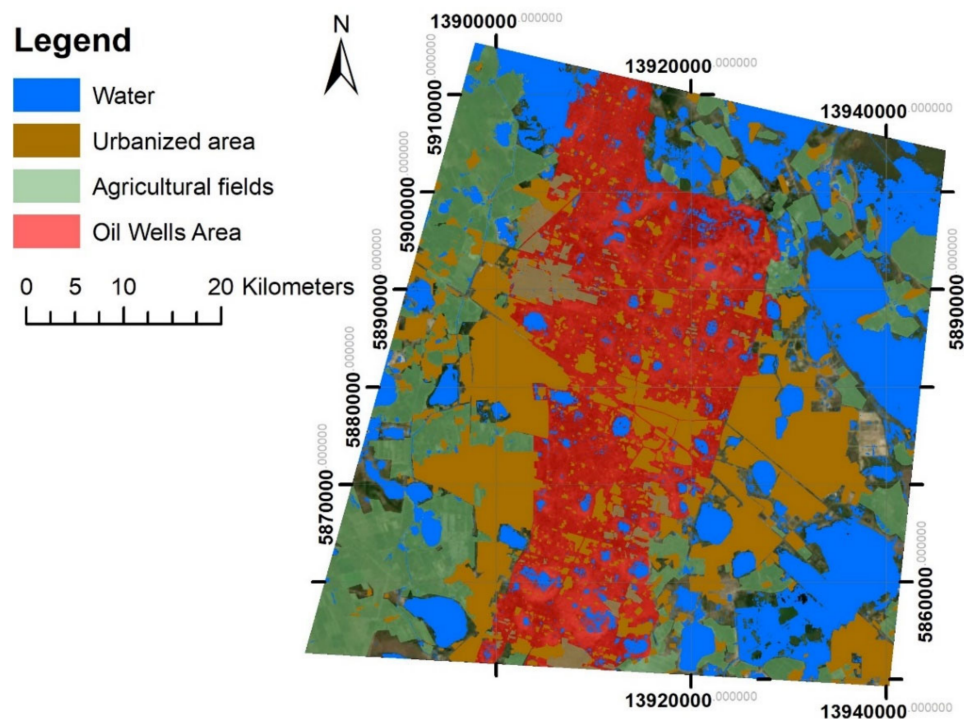 Legend
Water
Urbanized area
Agricultural fields
Oil Wells Area
0 5 10 20 Kilometers
N
13900000.000000
13920000.000000
13940000.000000
5910000.000000
5900000.000000
5890000.000000
5880000.000000
5870000.000000
5890000.000000
5860000.000000
13920000.000000
13940000.000000